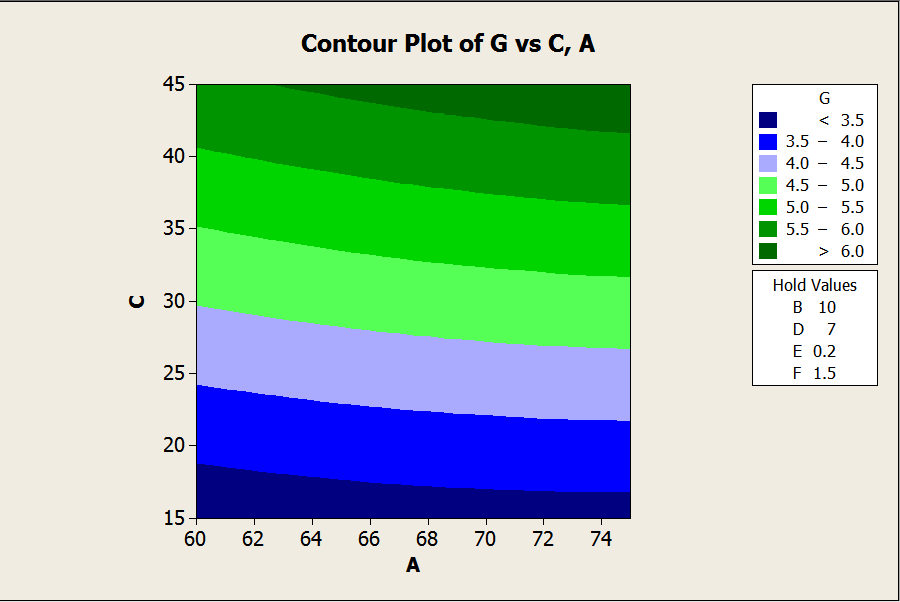 Contour Plot of G vs C, A
45
40
35
30
25
20
15
C
60 62 64 66 68 70 72 74
A
G
< 3.5
3.5 – 4.0
4.0 – 4.5
4.5 – 5.0
5.0 – 5.5
5.5 – 6.0
> 6.0
Hold Values
B 10
D 7
E 0.2
F 1.5